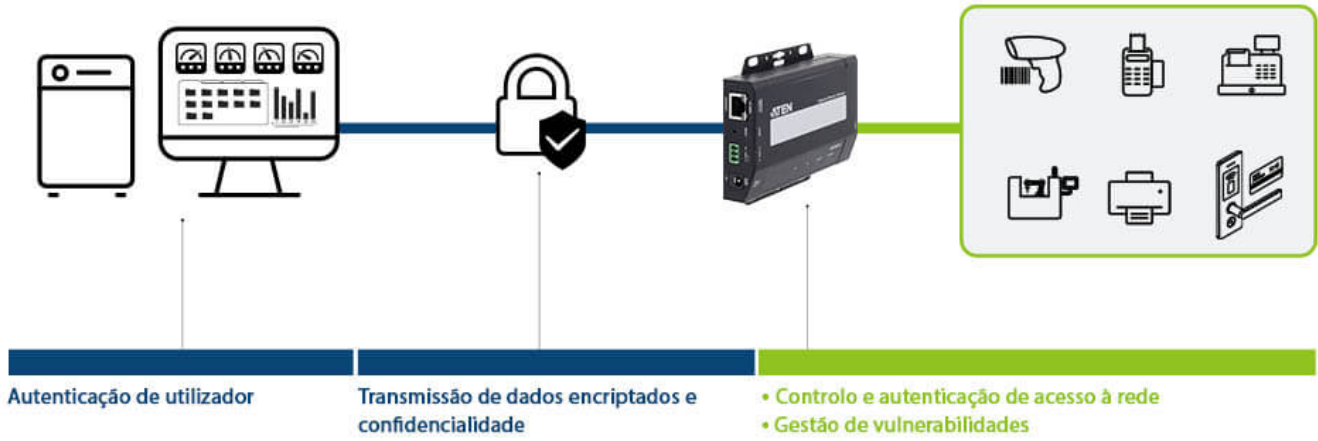 ATEN
Autenticação de utilizador
Transmissão de dados encriptados e
confidencialidade
• Controlo e autenticação de acesso à rede
• Gestão de vulnerabilidades